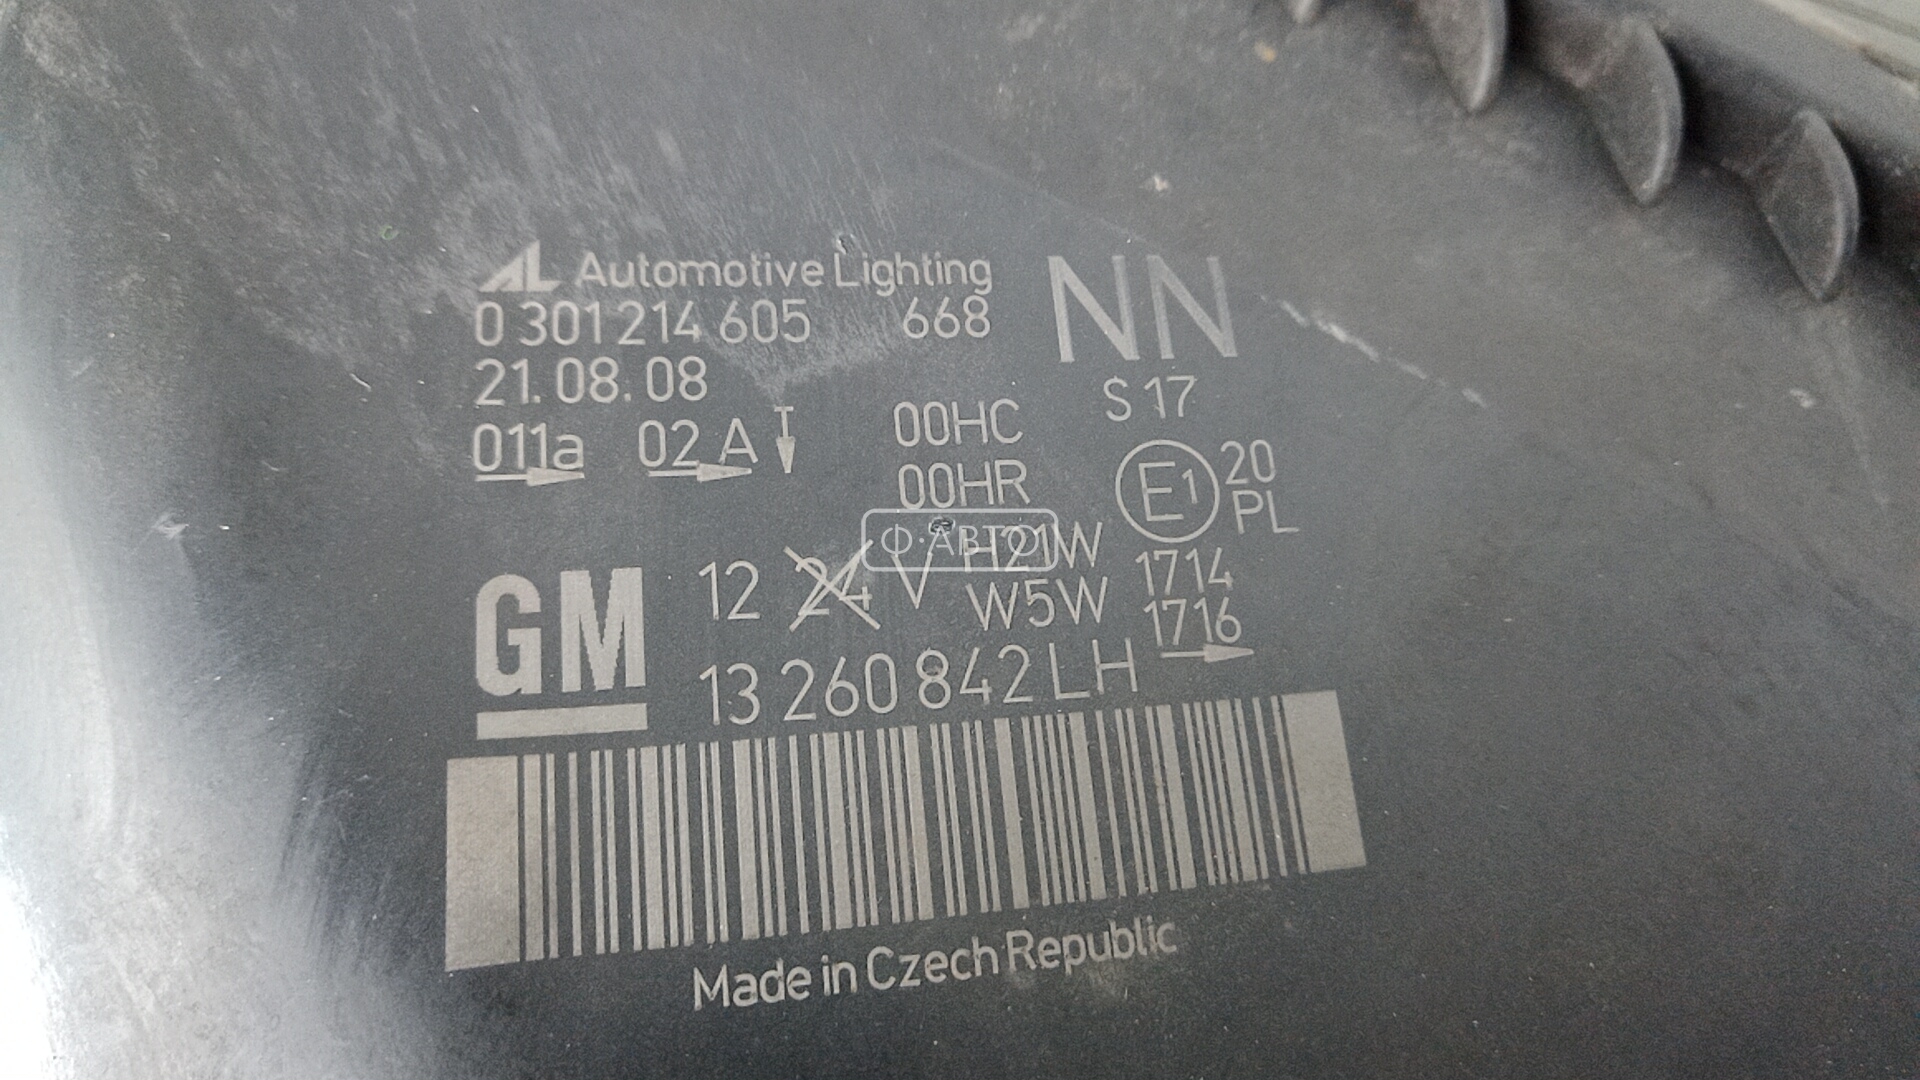 AL Automotive Lighting
0 301 214 605 668
NN
21.08.08
S 17
011a 02 A
00HC
00HR
E1
20
PL
GM
12 24 V
H21W
W5W
1714
1716
13 260 842 LH
Made in Czech Republic
Ф·АВТО